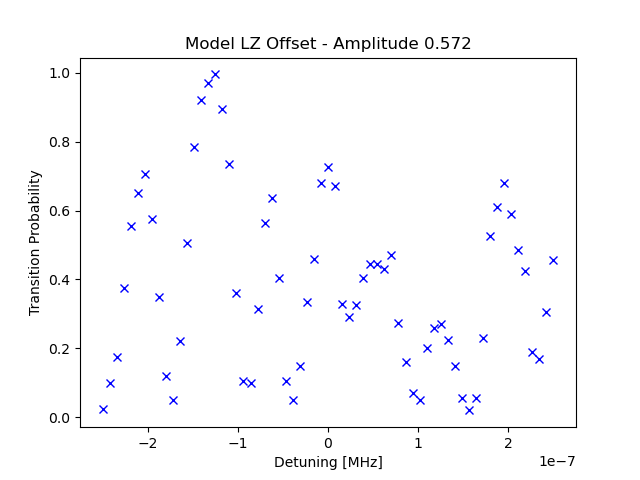 Model LZ Offset - Amplitude 0.572
Transition Probability
1.0
0.8
0.6
0.4
0.2
0.0
−2
−1
0
1
2
1e−7
Detuning [MHz]